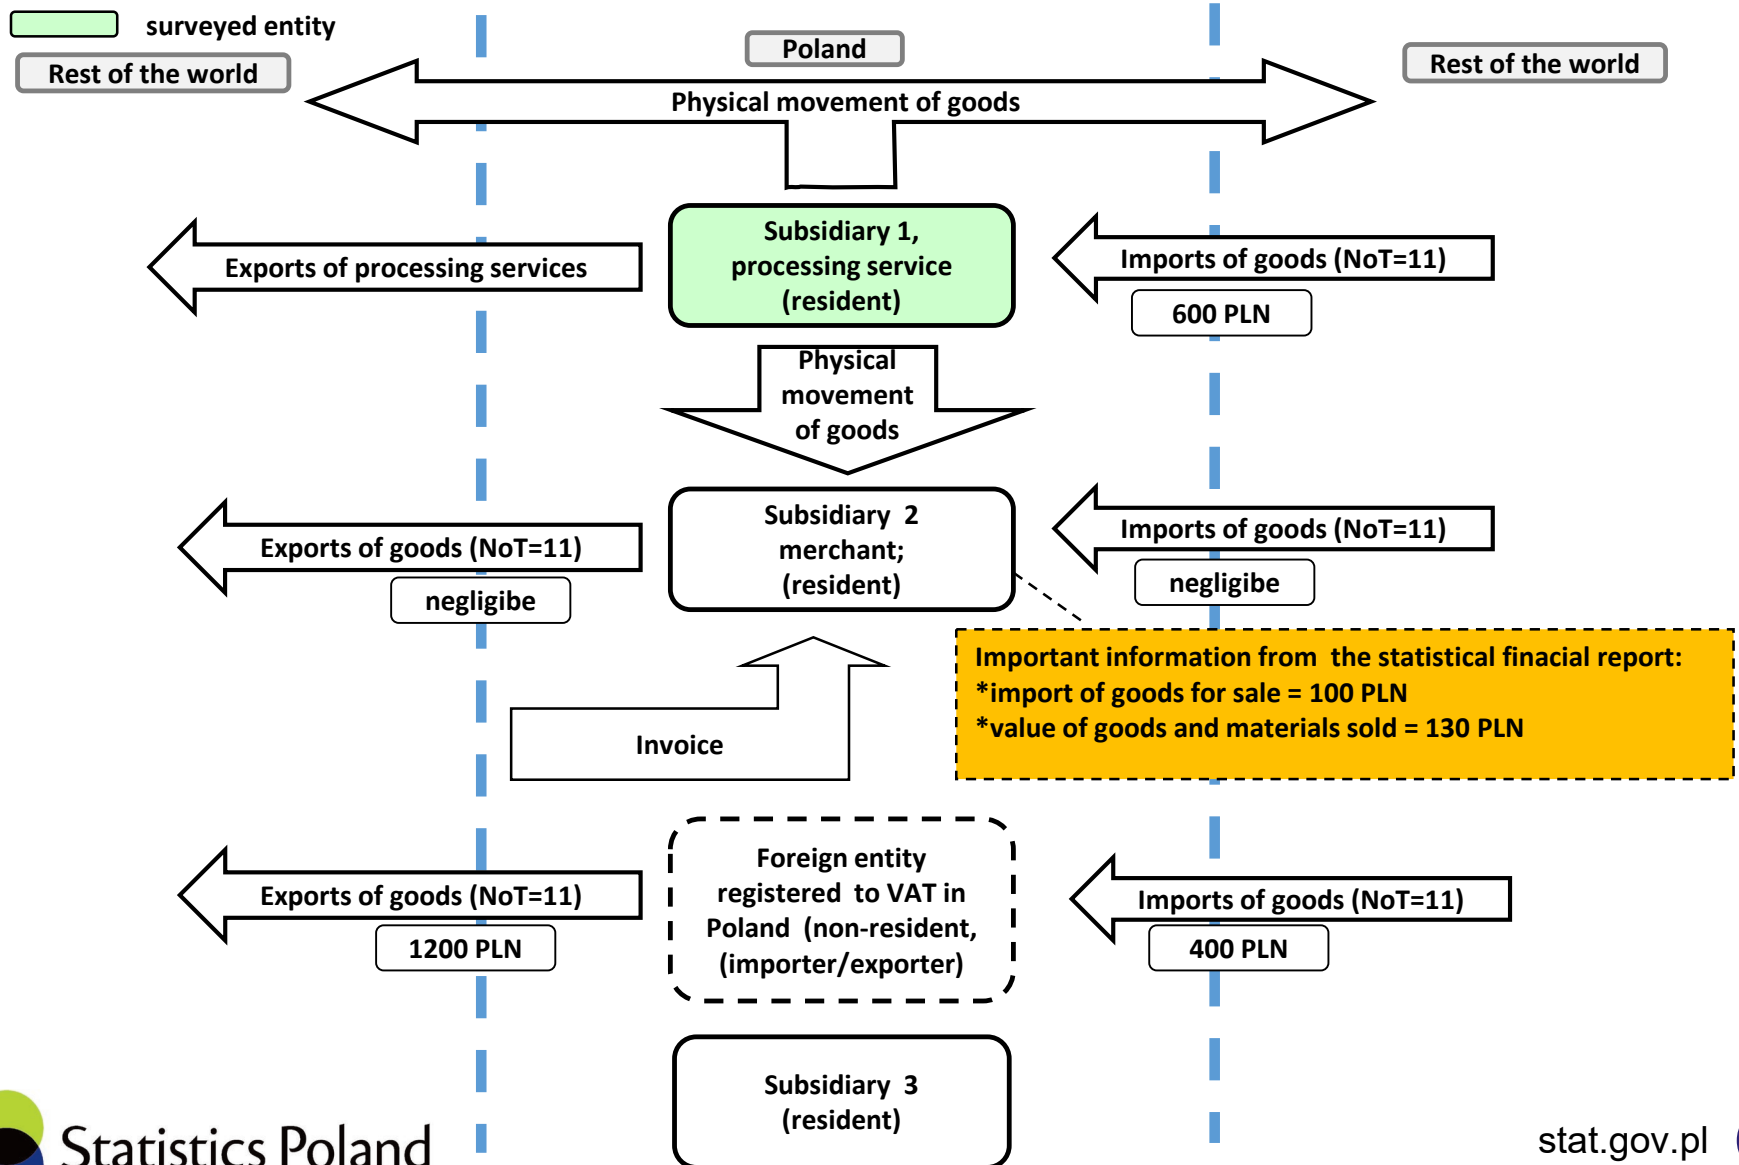 surveyed entity
Rest of the world
Poland
Rest of the world
Physical movement of goods
Exports of processing services
Subsidiary 1,
processing service
(resident)
Imports of goods (NoT=11)
600 PLN
Physical
movement
of goods
Exports of goods (NoT=11)
negligibe
Subsidiary 2
merchant;
(resident)
Imports of goods (NoT=11)
negligibe
Important information from the statistical finacial report:
*import of goods for sale = 100 PLN
*value of goods and materials sold = 130 PLN
Invoice
Exports of goods (NoT=11)
1200 PLN
Foreign entity
registered to VAT in
Poland (non-resident,
(importer/exporter)
Imports of goods (NoT=11)
400 PLN
Subsidiary 3
(resident)
Statistics Poland
stat.gov.pl